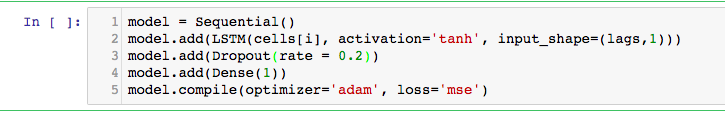 In [ ]:
1 model = Sequential()
2 model.add(LSTM(cells[i], activation='tanh', input_shape=(lags,1)))
3 model.add(Dropout(rate = 0.2))
4 model.add(Dense(1))
5 model.compile(optimizer='adam', loss='mse')